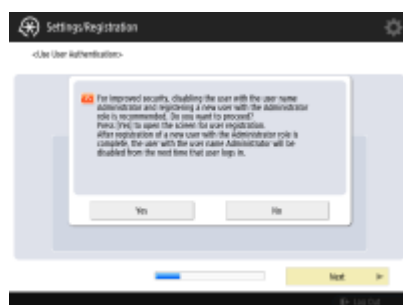 Settings/Registration
<Use User Authentication>
For improved security, disabling the user with the user name
Administrator and registering a new user with the Administrator
role is recommended. Do you want to proceed?
Press [Yes] to open the screen for user registration.
After registration of a new user with the Administrator role is
complete, the user with the user name Administrator will be
disabled from the next time that user logs in.
Yes
No
Next
Log Out